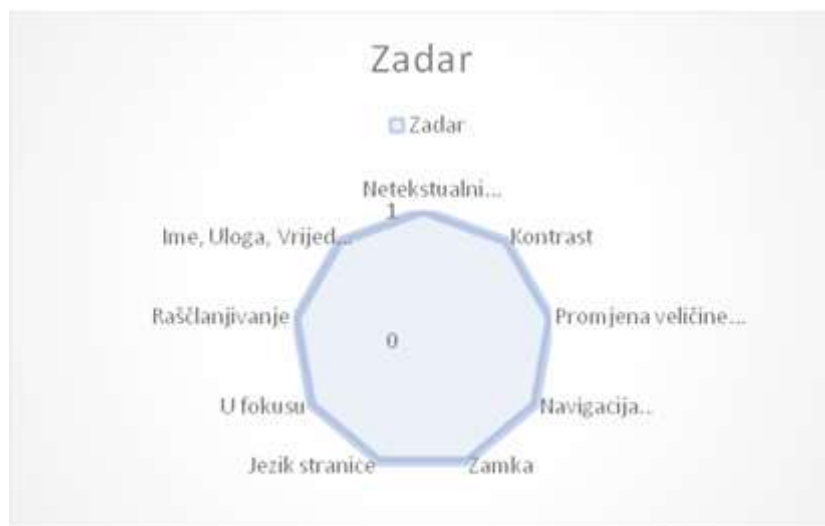 Zadar
Zadar
Netekstualni...
1
Ime, Uloga, Vrijed...
Kontrast
Raščlanjivanje
Promjena veličine...
0
U fokusu
Navigacija..
Jezik stranice
Zamka